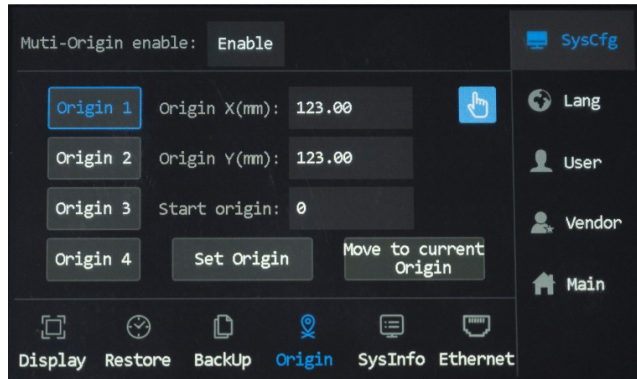 Muti-Origin enable: Enable
Origin 1 Origin X(mm): 123.00
Origin 2 Origin Y(mm): 123.00
Origin 3 Start origin: 0
Origin 4 Set Origin Move to current Origin
Display Restore BackUp Origin SysInfo Ethernet
SysCfg
Lang
User
Vendor
Main